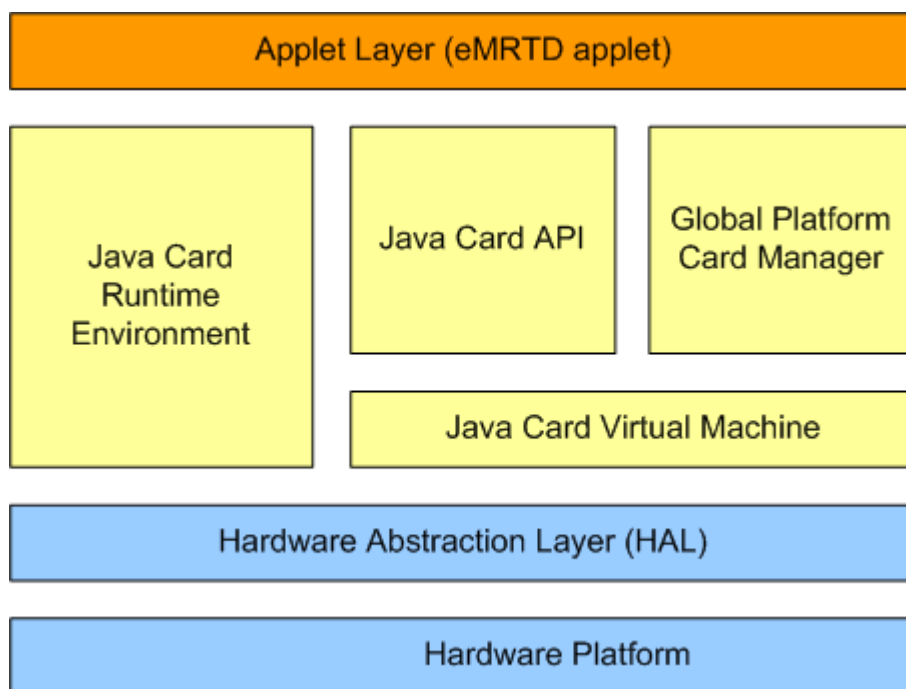 Applet Layer (eMRTD applet)
Java Card
Runtime
Environment
Java Card API
Global Platform
Card Manager
Java Card Virtual Machine
Hardware Abstraction Layer (HAL)
Hardware Platform